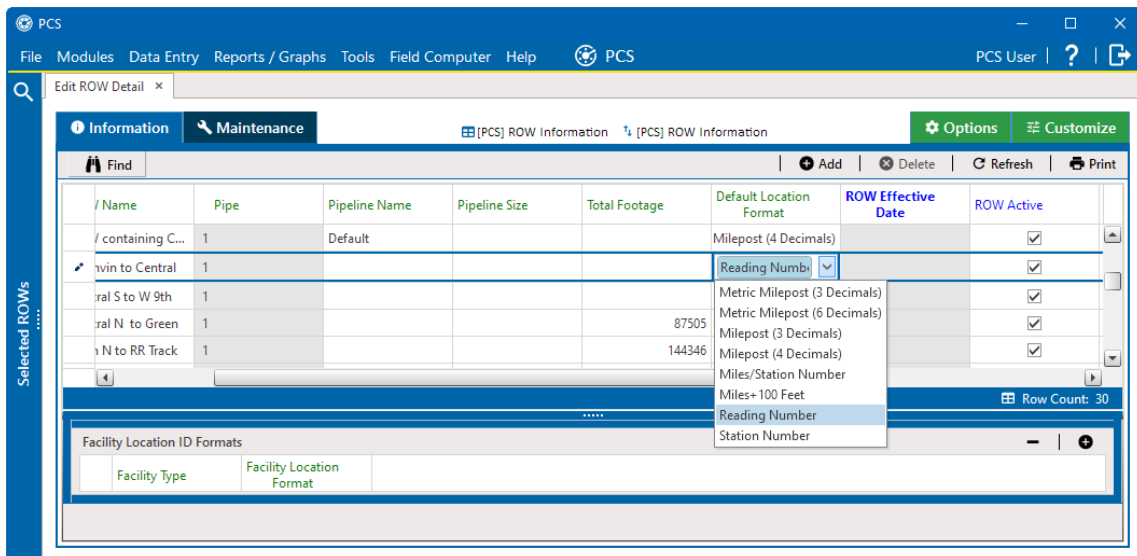 PCS
File Modules Data Entry Reports / Graphs Tools Field Computer Help PCS PCS User | ? |
Edit ROW Detail ×
Information Maintenance [PCS] ROW Information [PCS] ROW Information Options Customize
Find | Add | Delete | Refresh | Print
/ Name Pipe Pipeline Name Pipeline Size Total Footage Default Location Format ROW Effective Date ROW Active
/ containing C... 1 Default Milepost (4 Decimals)
nvin to Central 1 Reading Numb
tral S to W 9th 1
tral N to Green 1 87505
n N to RR Track 1 144346
Metric Milepost (3 Decimals)
Metric Milepost (6 Decimals)
Milepost (3 Decimals)
Milepost (4 Decimals)
Miles/Station Number
Miles+100 Feet
Reading Number
Station Number
Selected ROWs
Row Count: 30
Facility Location ID Formats
Facility Type Facility Location Format